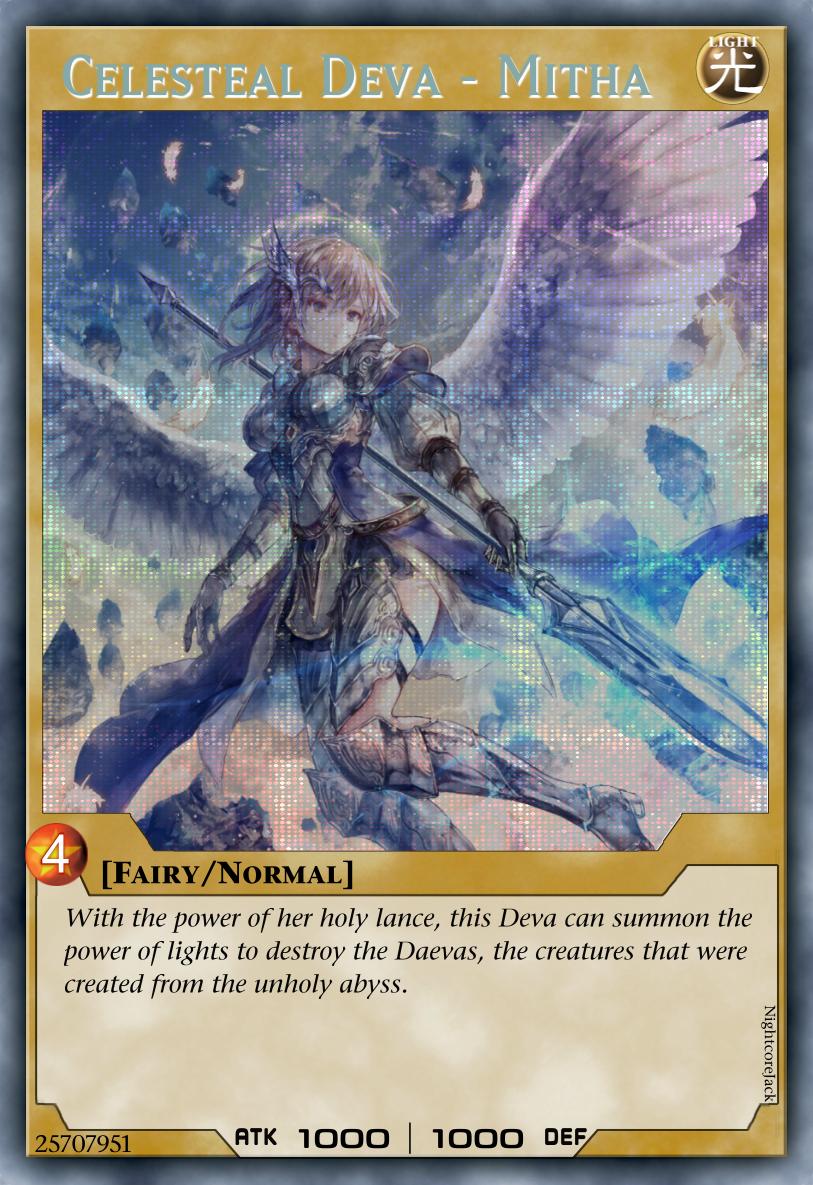 Celesteal Deva - Mitha
LIGHT
光
4
[Fairy/Normal]
With the power of her holy lance, this Deva can summon the
power of lights to destroy the Daevas, the creatures that were
created from the unholy abyss.
NightcoreJack
25707951
ATK 1000 | 1000 DEF